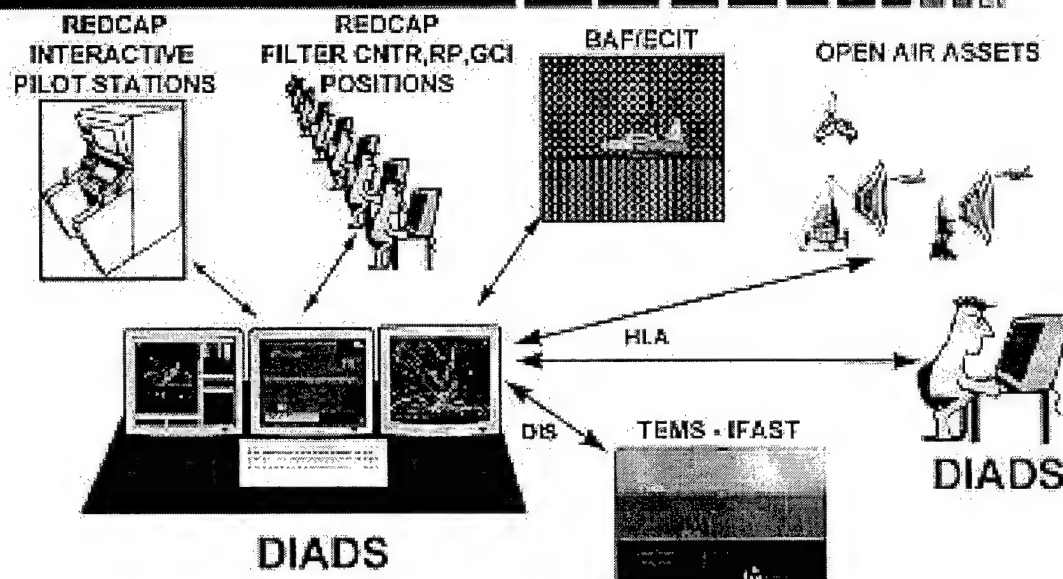 REDCAP
INTERACTIVE
PILOT STATIONS
REDCAP
FILTER CNTR,RP,GCI
POSITIONS
BAF/ECIT
OPEN AIR ASSETS
HLA
DIS
TEMS - IFAST
DIADS
DIADS